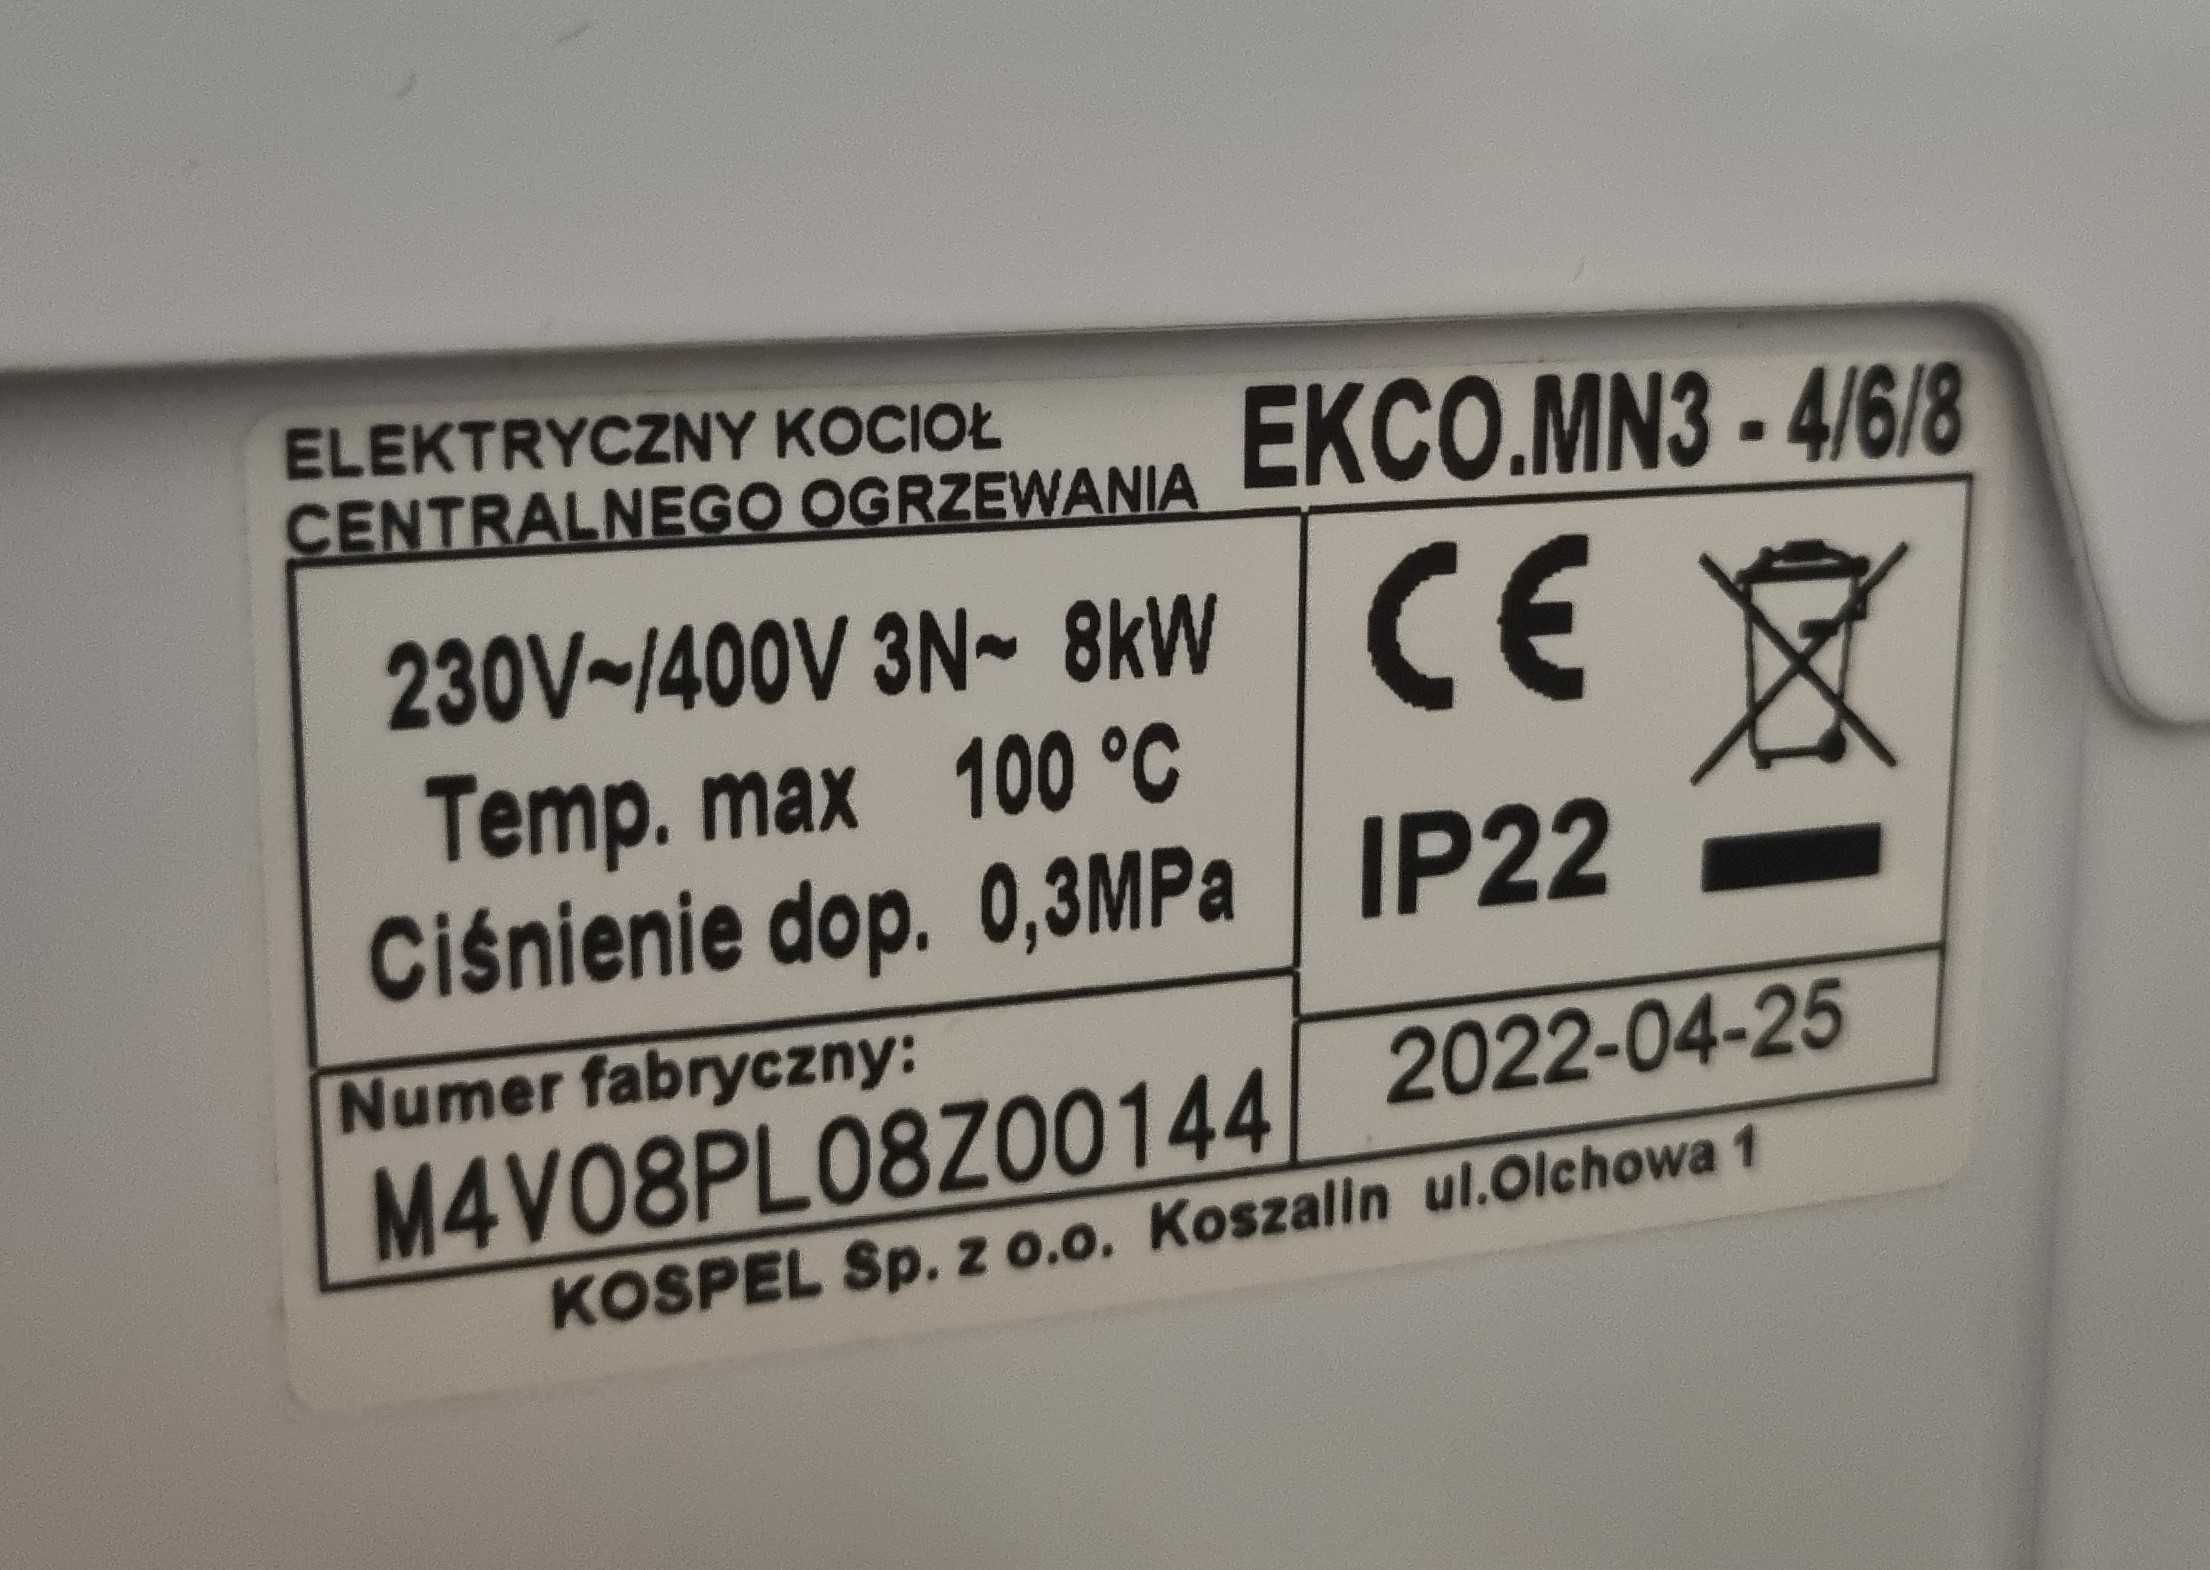 ELEKTRYCZNY KOCIOŁ
CENTRALNEGO OGRZEWANIA
EKCO.MN3 - 4/6/8
230V~/400V 3N~ 8kW
Temp. max 100 °C
Ciśnienie dop. 0,3MPa
CE
IP22
Numer fabryczny:
M4V08PL08Z00144
2022-04-25
KOSPEL Sp. z o.o. Koszalin ul.Olchowa 1